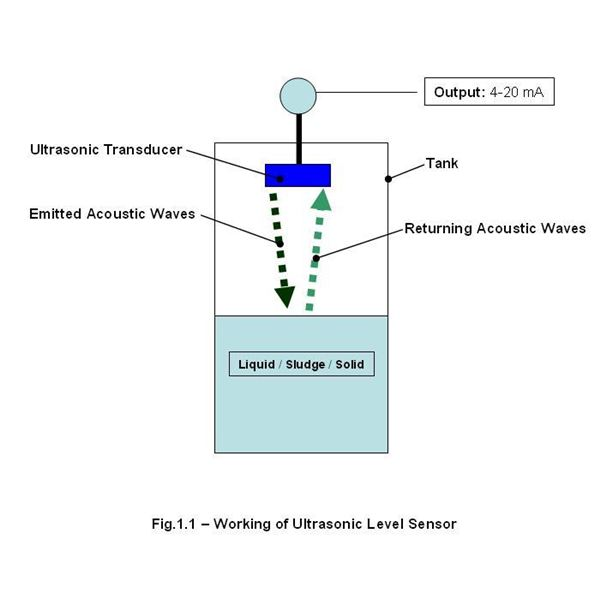 Output: 4-20 mA
Ultrasonic Transducer
Tank
Emitted Acoustic Waves
Returning Acoustic Waves
Liquid / Sludge / Solid
Fig.1.1 – Working of Ultrasonic Level Sensor